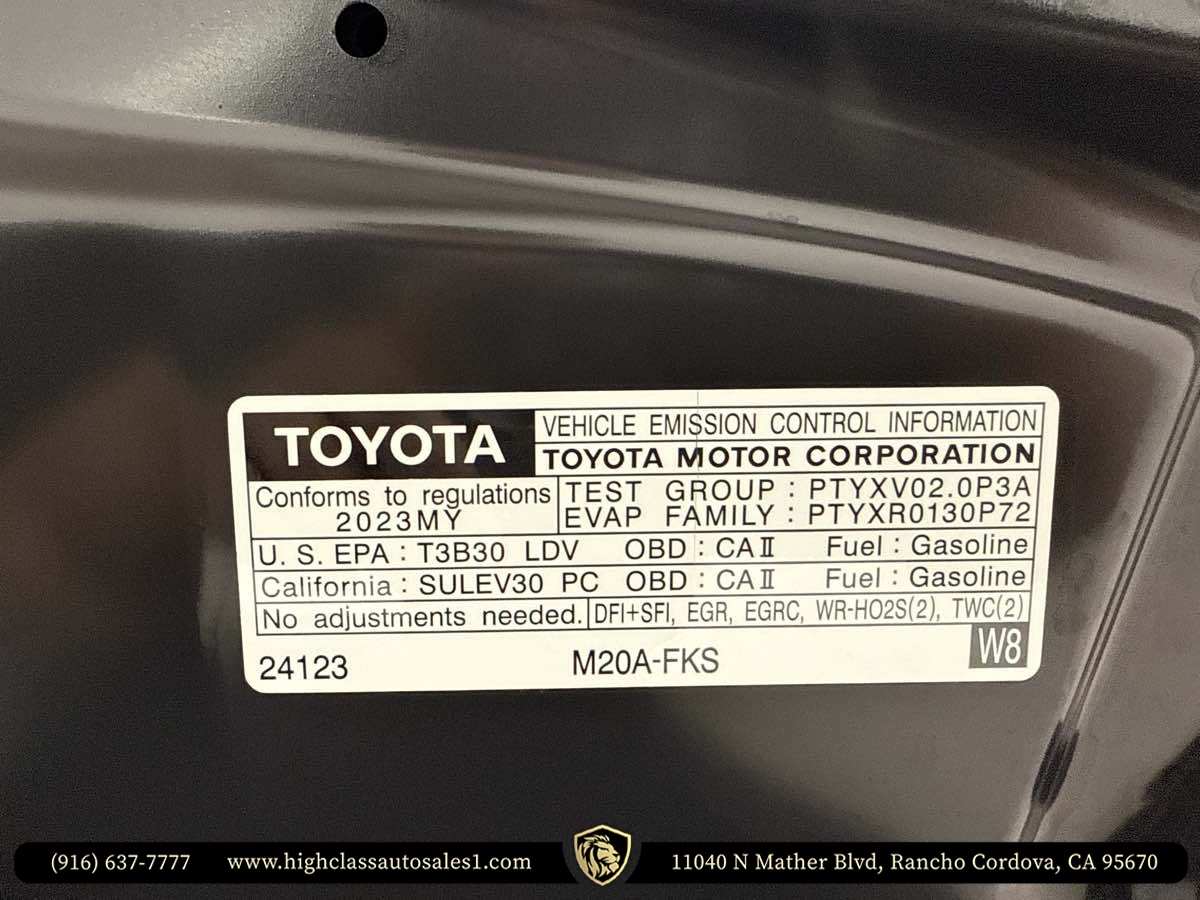 TOYOTA
VEHICLE EMISSION CONTROL INFORMATION
TOYOTA MOTOR CORPORATION
Conforms to regulations
2023MY
TEST GROUP : PTYXV02.0P3A
EVAP FAMILY : PTYXR0130P72
U. S. EPA : T3B30 LDV OBD : CAⅡ Fuel : Gasoline
California : SULEV30 PC OBD : CAⅡ Fuel : Gasoline
No adjustments needed. DFI+SFI, EGR, EGRC, WR-HO2S(2), TWC(2)
24123 M20A-FKS W8
(916) 637-7777 www.highclassautosales1.com 11040 N Mather Blvd, Rancho Cordova, CA 95670